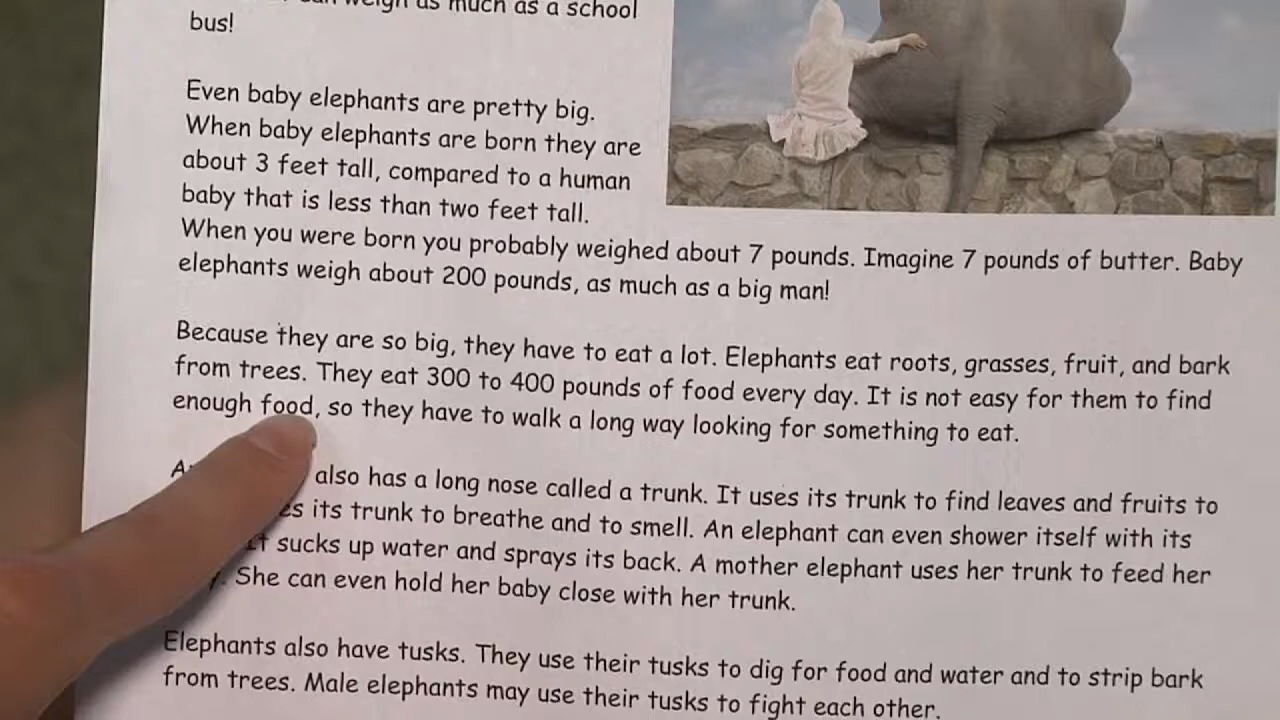 can weigh as much as a school
bus!
Even baby elephants are pretty big.
When baby elephants are born they are
about 3 feet tall, compared to a human
baby that is less than two feet tall.
When you were born you probably weighed about 7 pounds. Imagine 7 pounds of butter. Baby
elephants weigh about 200 pounds, as much as a big man!
Because they are so big, they have to eat a lot. Elephants eat roots, grasses, fruit, and bark
from trees. They eat 300 to 400 pounds of food every day. It is not easy for them to find
enough food, so they have to walk a long way looking for something to eat.
also has a long nose called a trunk. It uses its trunk to find leaves and fruits to
its trunk to breathe and to smell. An elephant can even shower itself with its
It sucks up water and sprays its back. A mother elephant uses her trunk to feed her
She can even hold her baby close with her trunk.
Elephants also have tusks. They use their tusks to dig for food and water and to strip bark
from trees. Male elephants may use their tusks to fight each other.